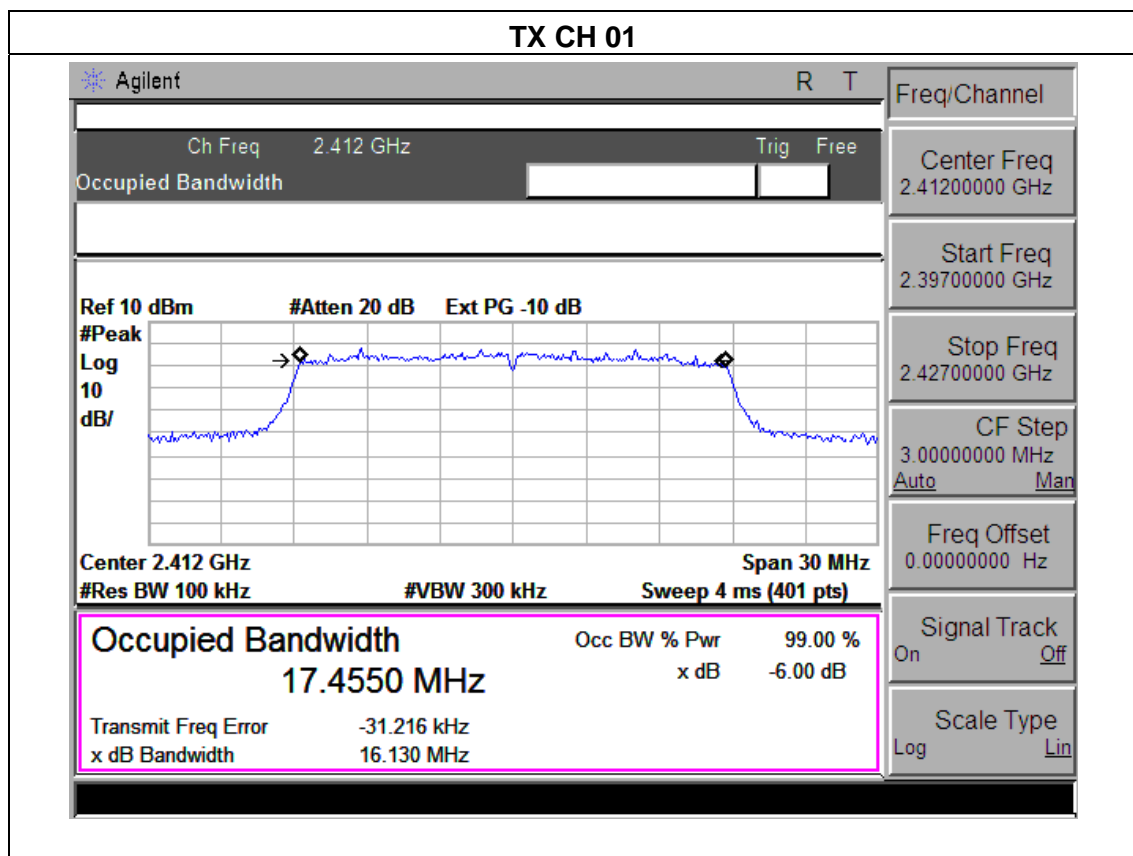 TX CH 01
Agilent R T
Ch Freq 2.412 GHz Trig Free
Occupied Bandwidth
Ref 10 dBm #Atten 20 dB Ext PG -10 dB
#Peak
Log
10
dB/
Center 2.412 GHz Span 30 MHz
#Res BW 100 kHz #VBW 300 kHz Sweep 4 ms (401 pts)
Occupied Bandwidth Occ BW % Pwr 99.00 %
17.4550 MHz x dB -6.00 dB
Transmit Freq Error -31.216 kHz
x dB Bandwidth 16.130 MHz
Freq/Channel
Center Freq
2.41200000 GHz
Start Freq
2.39700000 GHz
Stop Freq
2.42700000 GHz
CF Step
3.00000000 MHz
Auto Man
Freq Offset
0.00000000 Hz
Signal Track
On Off
Scale Type
Log Lin